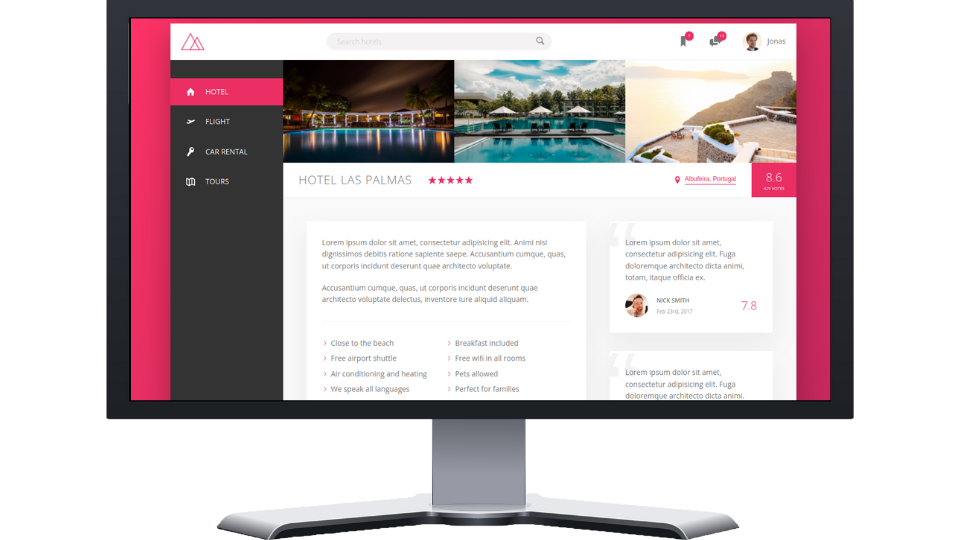 Search hotels
Jonas
HOTEL
FLIGHT
CAR RENTAL
TOURS
HOTEL LAS PALMAS ★★★★★
Albufeira, Portugal
8.6
Lorem ipsum dolor sit amet, consectetur adipisicing elit. Animi nisi
dignissimos debitis ratione sapiente saepe. Accusantium cumque, quas,
ut corporis incidunt deserunt quae architecto voluptate.
Accusantium cumque, quas, ut corporis incidunt deserunt quae
architecto voluptate delectus, inventore iure aliquid aliquam.
› Close to the beach
› Free airport shuttle
› Air conditioning and heating
› We speak all languages
› Breakfast included
› Free wifi in all rooms
› Pets allowed
› Perfect for families
“
Lorem ipsum dolor sit amet,
consectetur adipisicing elit. Fuga
doloremque architecto dicta animi,
totam, itaque officia ex.
NICK SMITH
Feb 23rd, 2017
7.8
“
Lorem ipsum dolor sit amet,
consectetur adipisicing elit. Fuga
doloremque architecto dicta animi,